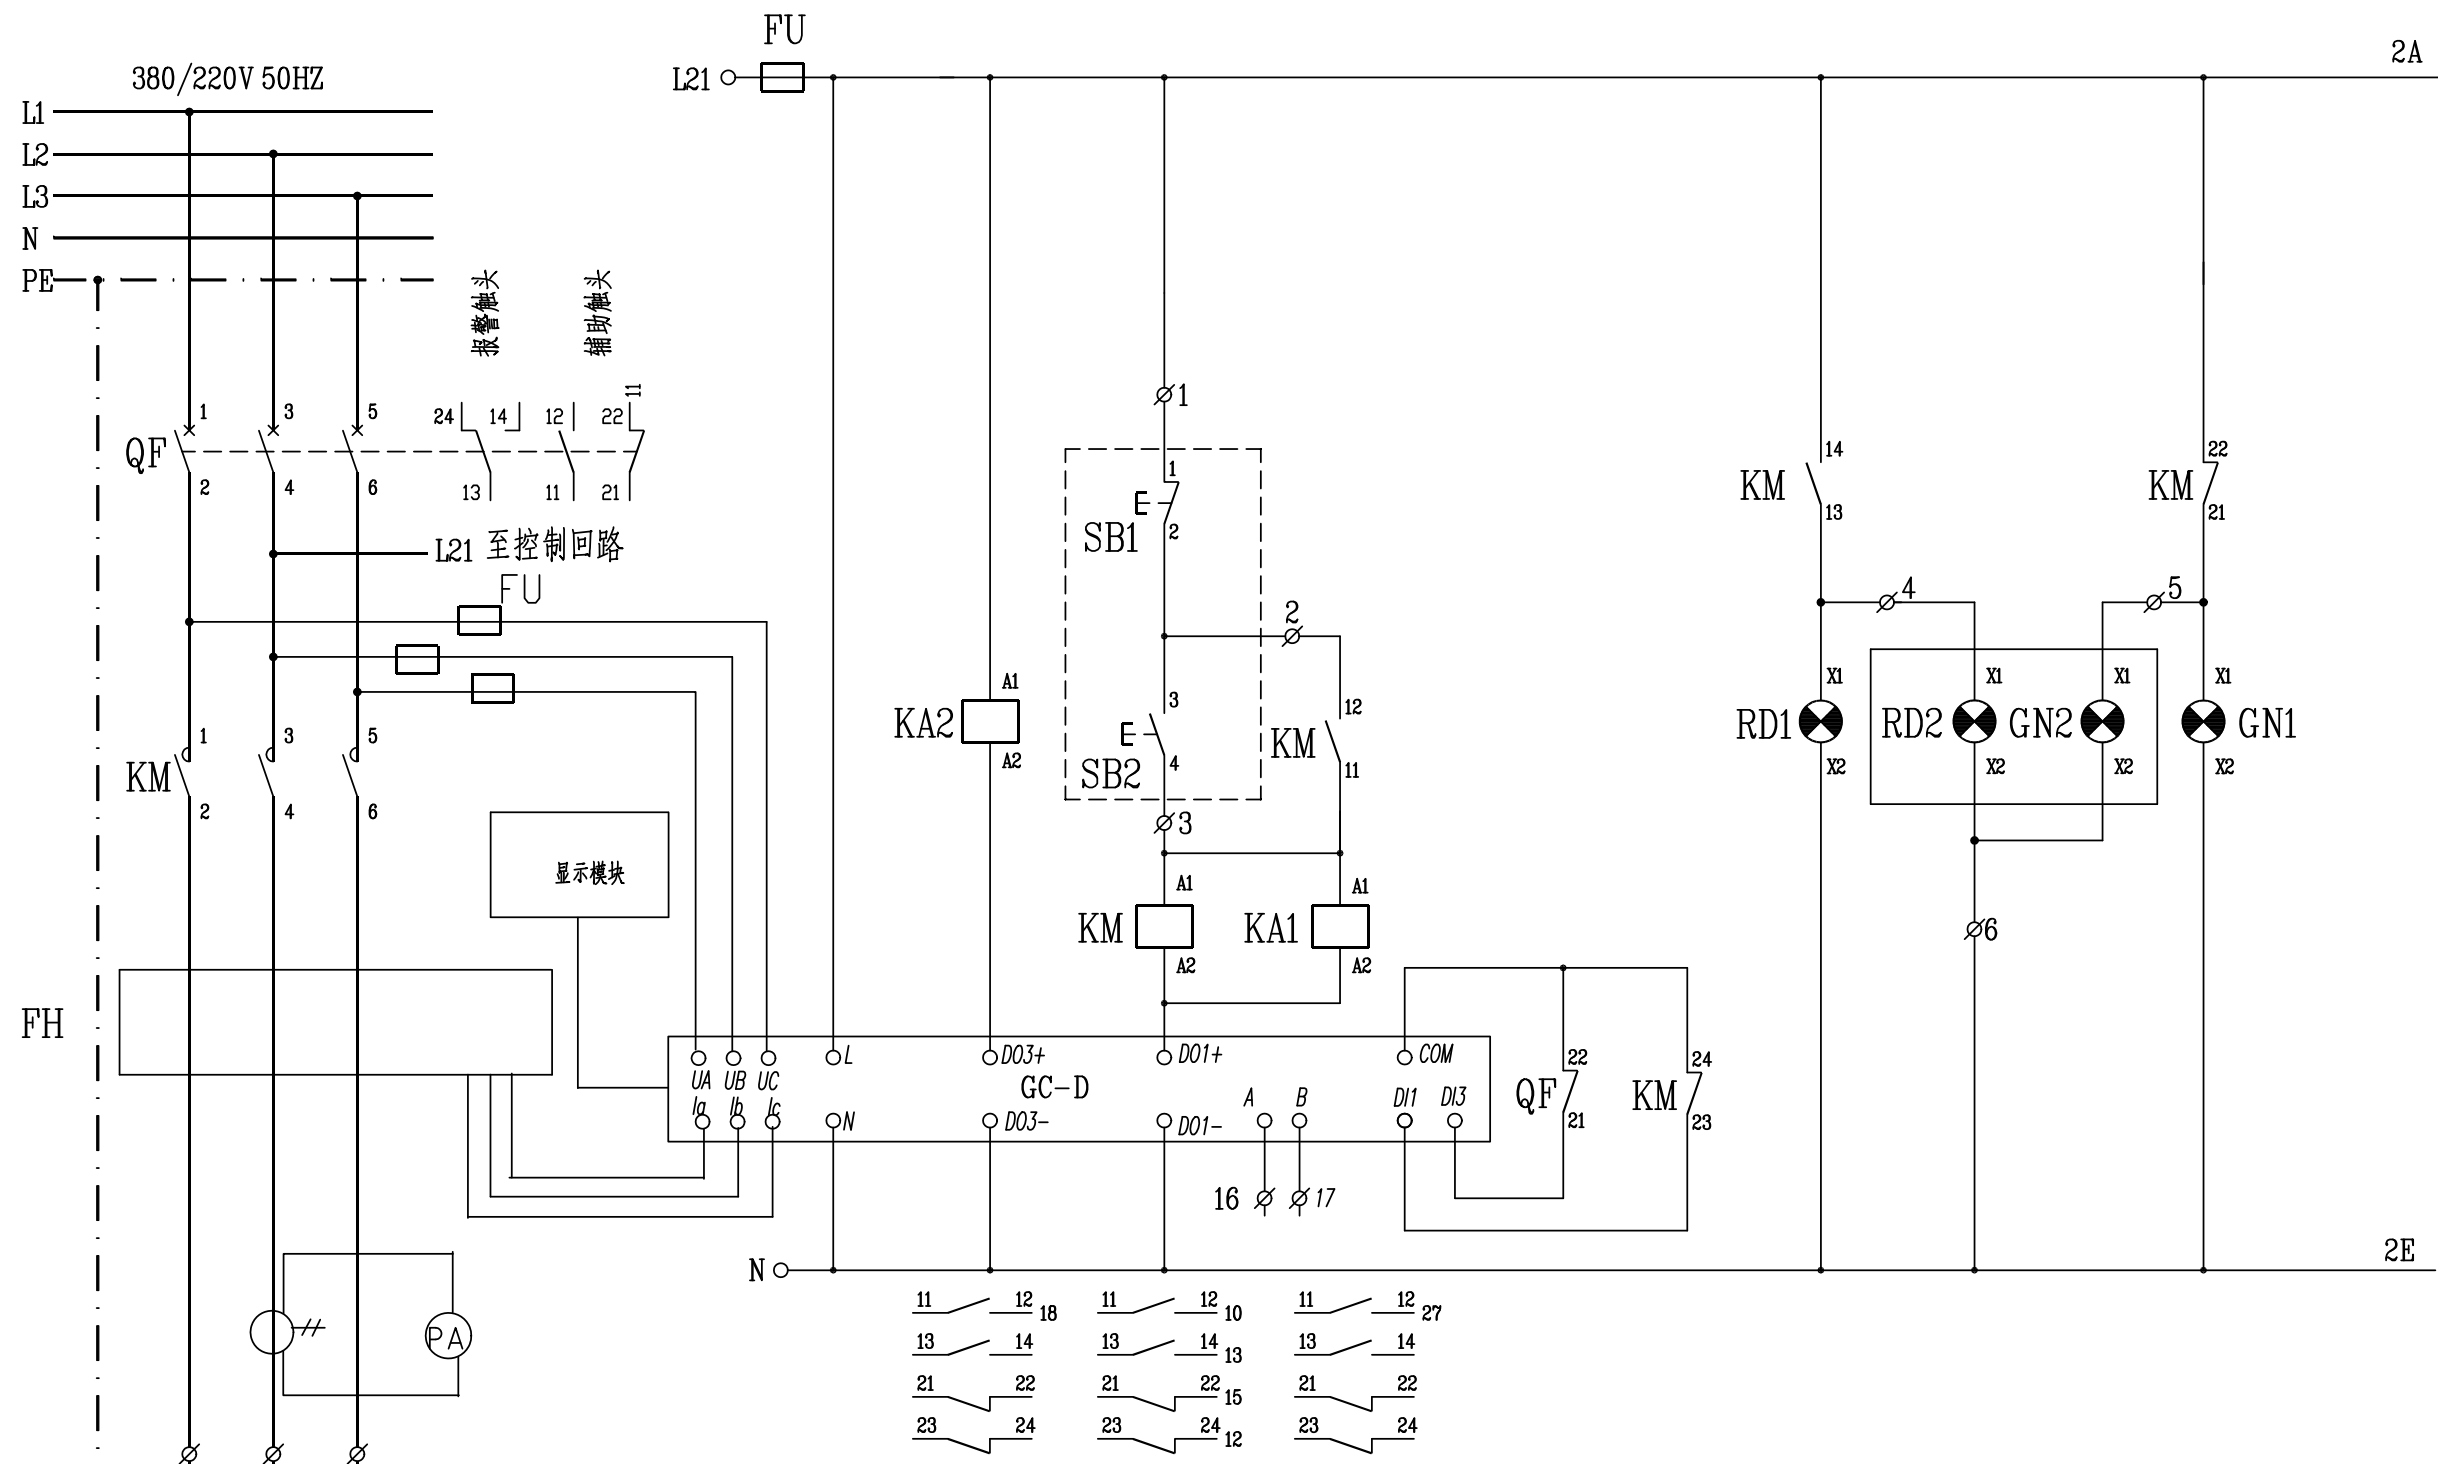 FU
2A
380/220V 50HZ
L21
L1
L2
L3
N
PE
报警触头
辅助触头
11
1
3
5
24
14
12
22
QF
2
4
6
13
11
21
L21 至控制回路
FU
1
3
5
KM
2
4
6
显示模块
FH
PA
1
1
SB1
2
2
3
SB2
4
3
12
KM
11
A1
KA2
A2
A1
KM
A2
A1
KA1
A2
14
KM
13
22
KM
21
4
5
X1
X1
X1
X1
RD1
RD2
GN2
GN1
X2
X2
X2
X2
6
UA
UB
UC
L
DO3+
DO1+
COM
GC-D
Ia
Ib
Ic
N
DO3-
DO1-
A
B
DI1
DI3
22
QF
21
24
KM
23
16
17
N
2E
11 12 18
13 14
21 22
23 24
11 12 10
13 14 13
21 22 15
23 24 12
11 12 27
13 14
21 22
23 24